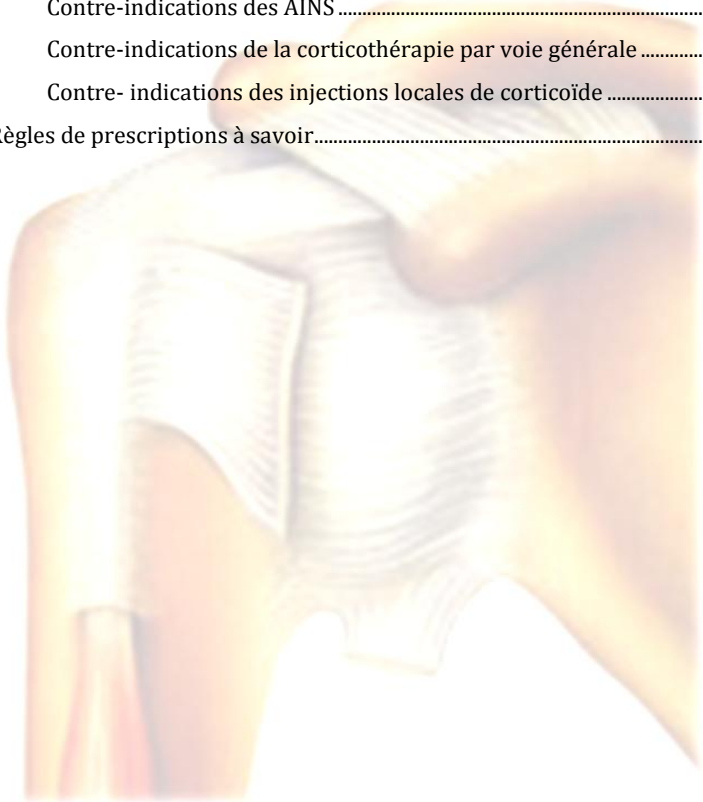 Contre-indications des AINS........................................................................................
Contre-indications de la corticothérapie par voie générale.............
Contre- indications des injections locales de corticoïde....................
Règles de prescriptions à savoir.............................................................................................